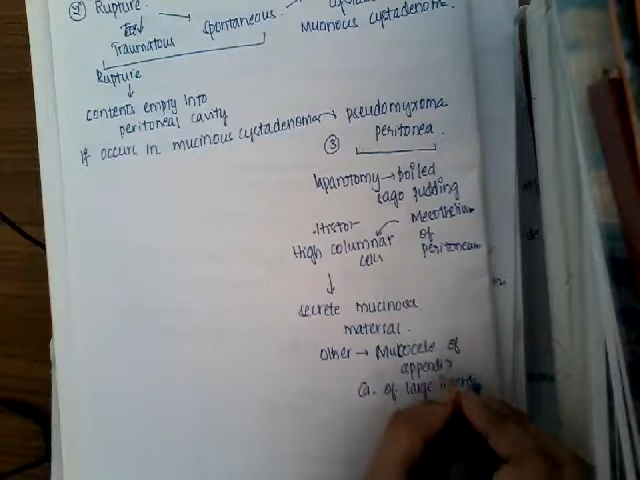 Rupture.
Spontaneous
Traumatous
Mucinous cystadenoma.
Rupture
↓
contents empty into
peritoneal cavity
If occur in mucinous cystadenoma → pseudomyxoma
peritonea.
③
laparotomy → boiled
sago pudding
Mesothelium
of
peritoneum
High columnar
cells
↓
secrete mucinous
material.
Other → Mucocele of
appendix
Ca. of large